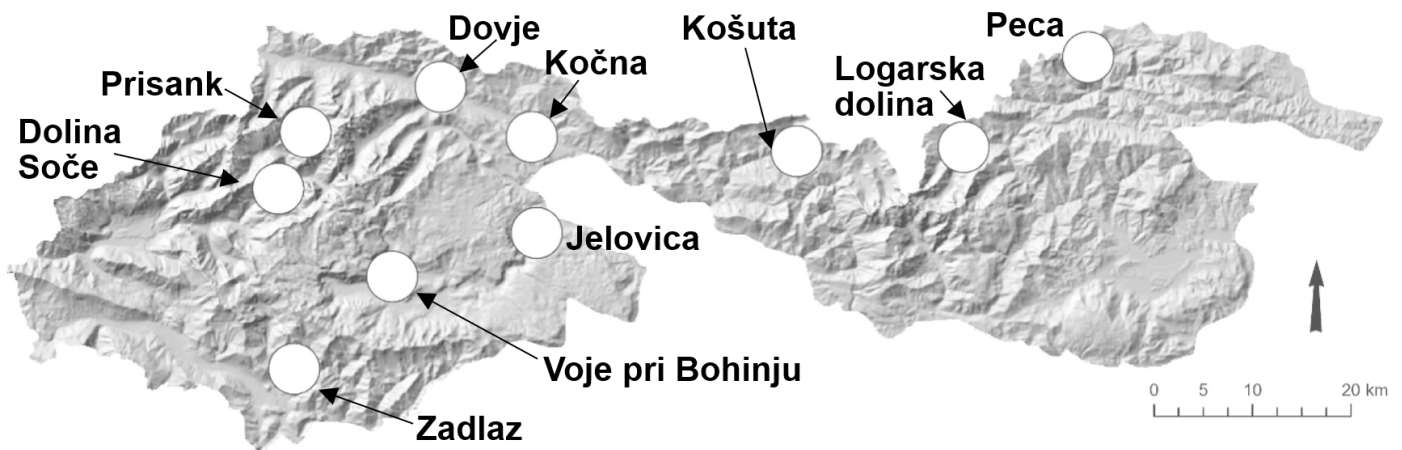 Dovje
Košuta
Peca
Kočna
Prisank
Logarska
dolina
Dolina
Soče
Jelovica
Voje pri Bohinju
Zadlaz
0 5 10 20 km